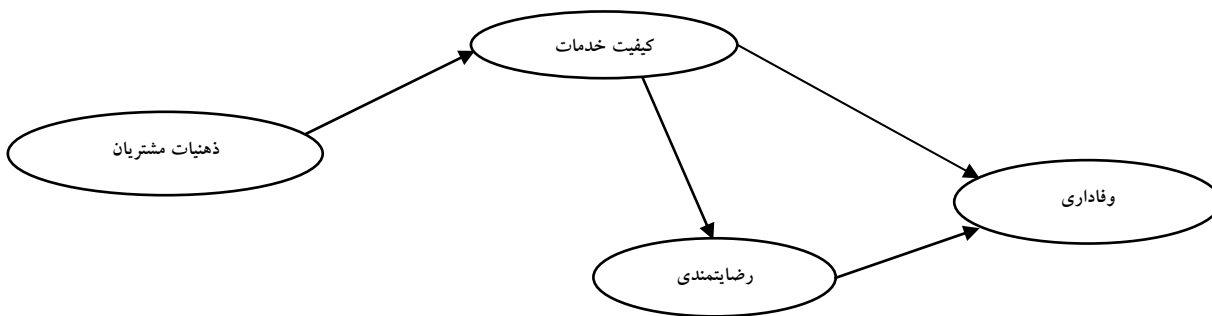 کیفیت خدمات
ذهنیات مشتریان
وفاداری
رضایتمندی